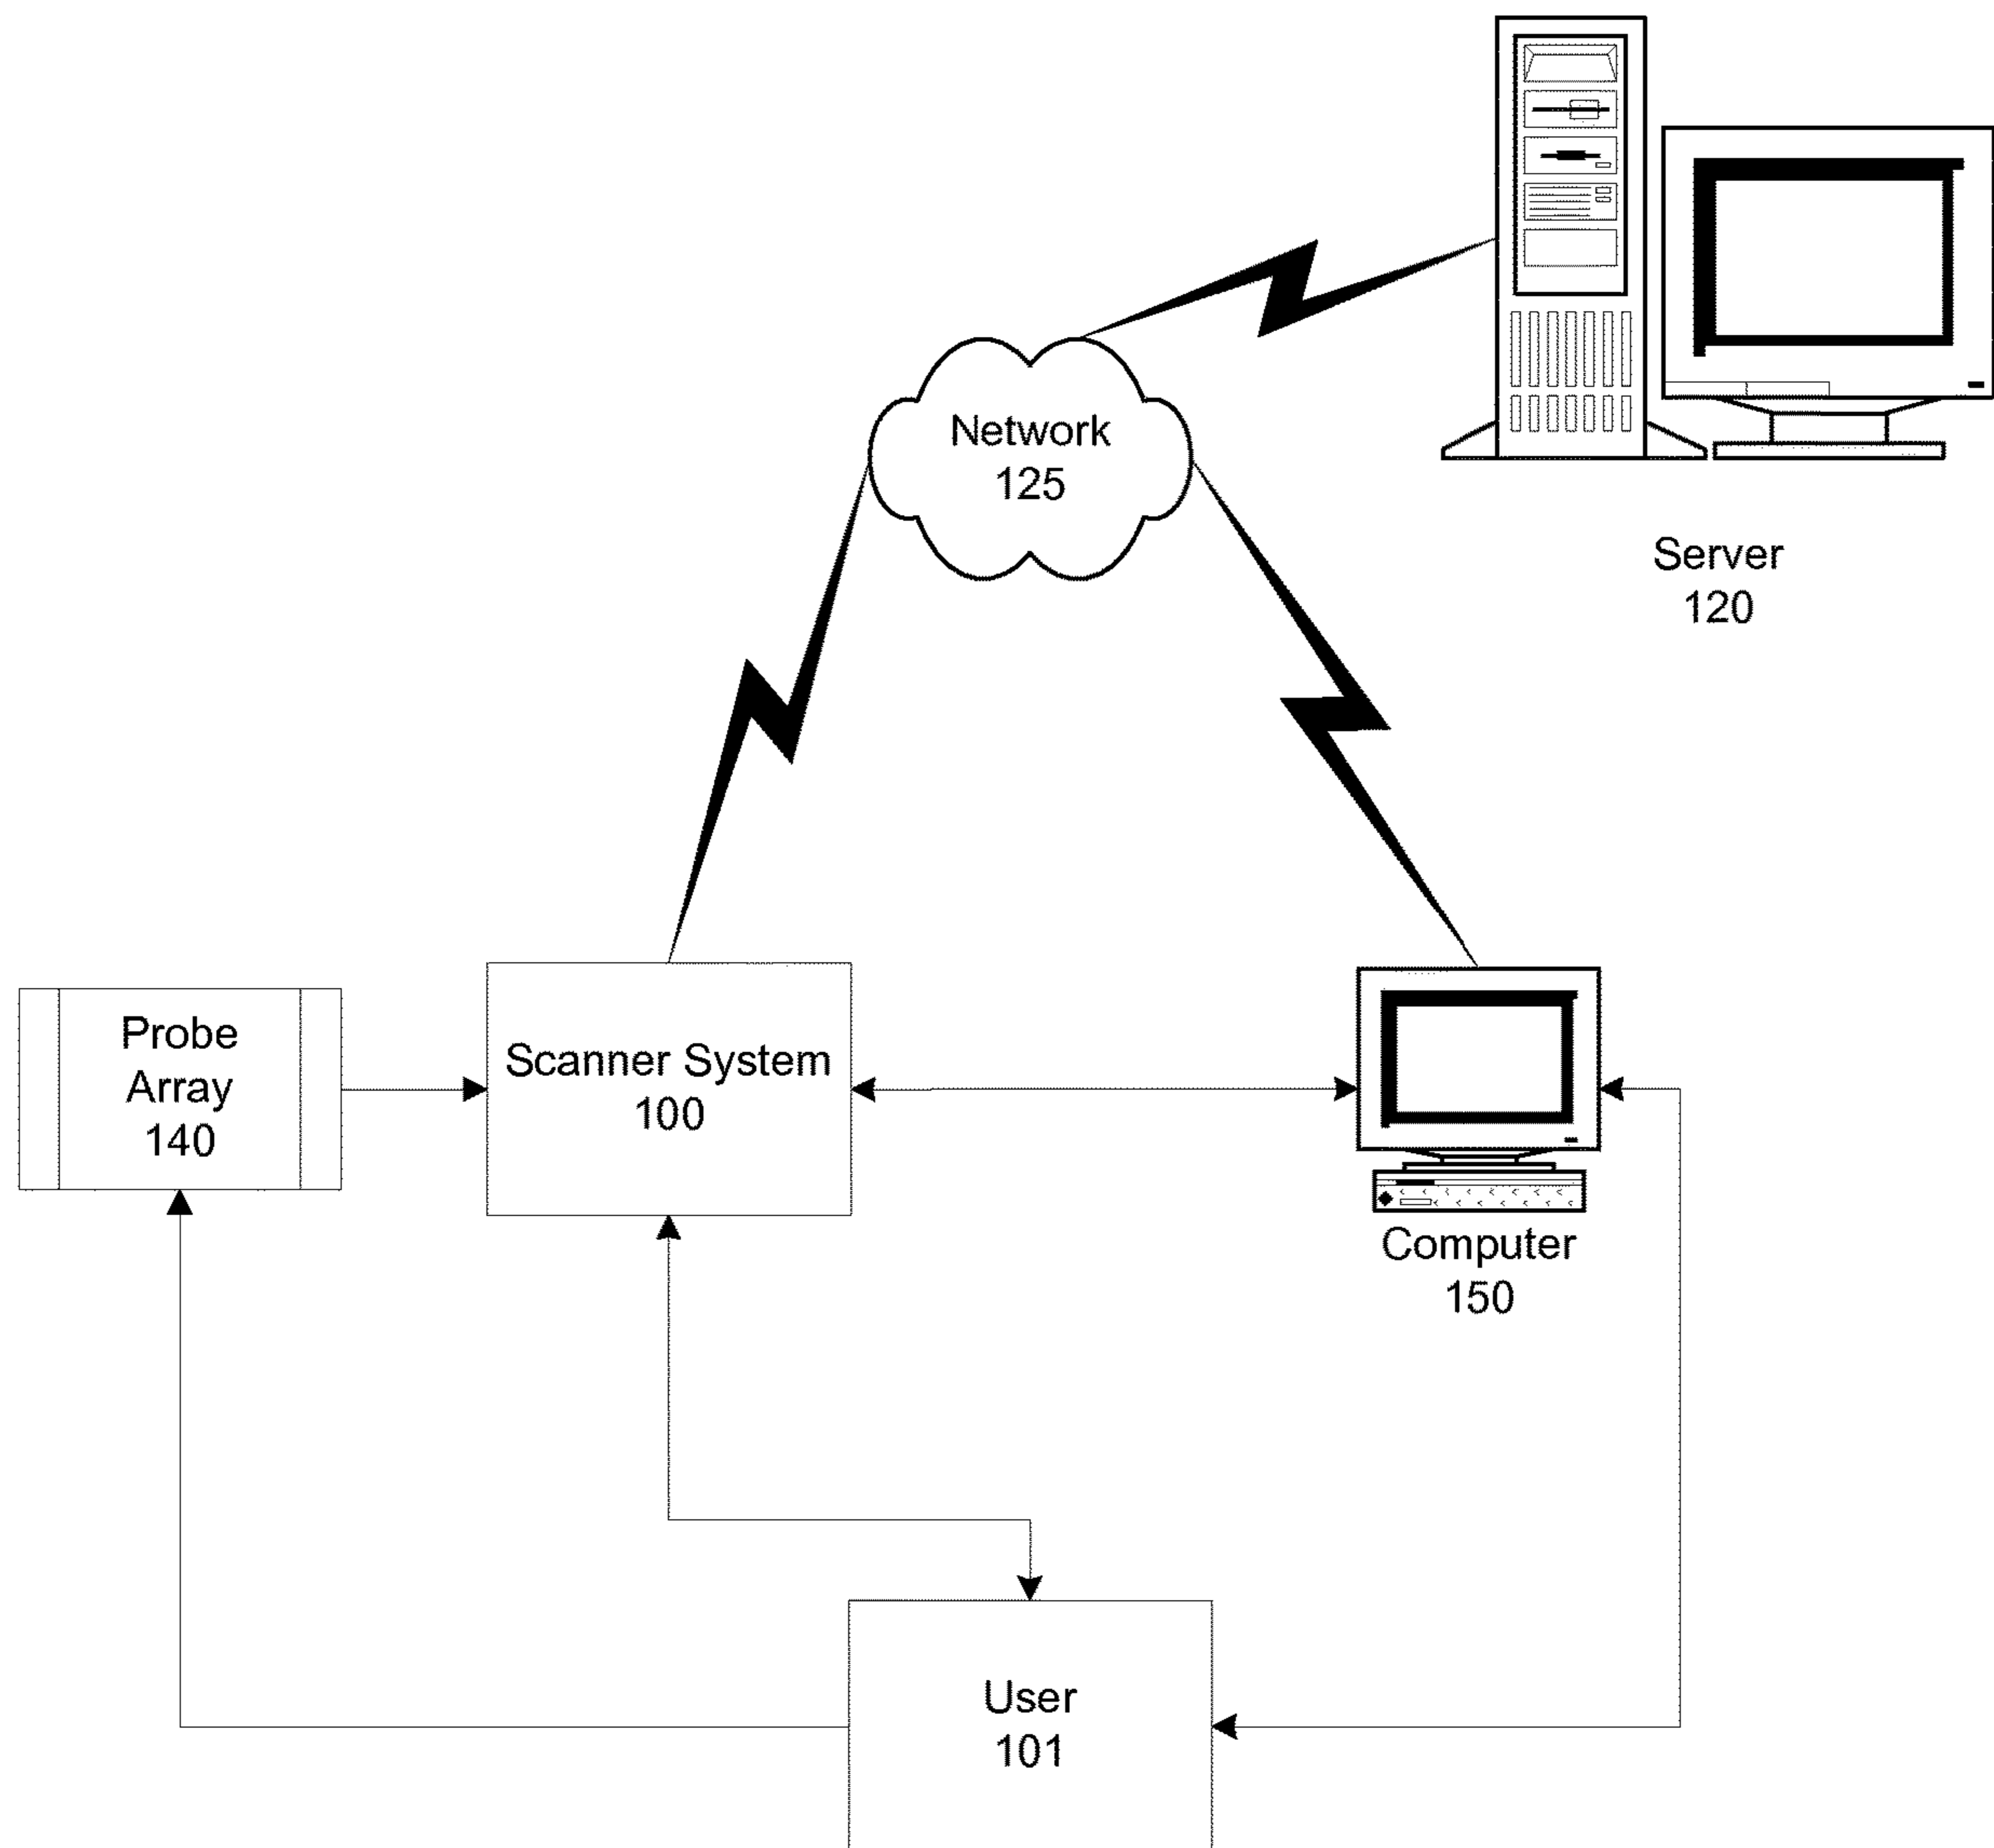 Network
125
Server
120
Probe
Array
140
Scanner System
100
Computer
150
User
101